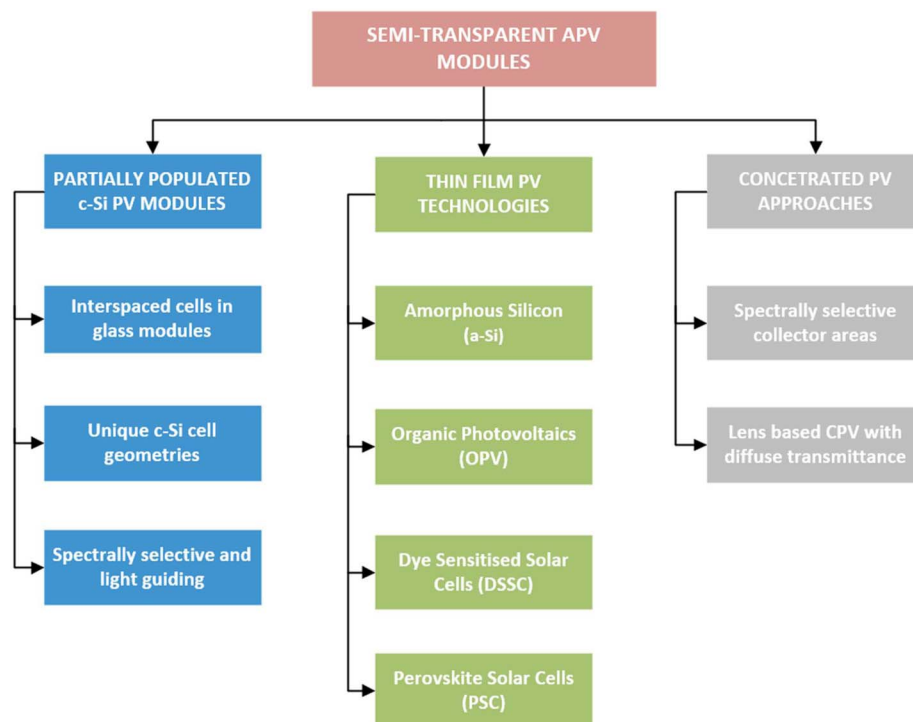 SEMI-TRANSPARENT APV
MODULES
PARTIALLY POPULATED
c-Si PV MODULES
Interspaced cells in
glass modules
Unique c-Si cell
geometries
Spectrally selective and
light guiding
THIN FILM PV
TECHNOLOGIES
Amorphous Silicon
(a-Si)
Organic Photovoltaics
(OPV)
Dye Sensitised Solar
Cells (DSSC)
Perovskite Solar Cells
(PSC)
CONCETRATED PV
APPROACHES
Spectrally selective
collector areas
Lens based CPV with
diffuse transmittance